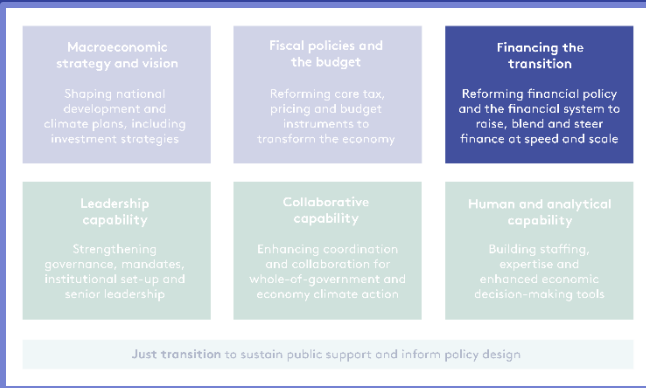 Macroeconomic
strategy and vision
Shaping national
development and
climate plans, including
investment strategies
Fiscal policies and
the budget
Reforming core tax,
pricing and budget
instruments to
transform the economy
Financing the
transition
Reforming financial policy
and the financial system to
raise, blend and steer
finance at speed and scale
Leadership
capability
Strengthening
governance, mandates,
institutional set-up and
senior leadership
Collaborative
capability
Enhancing coordination
and collaboration for
whole-of-government and
economy climate action
Human and analytical
capability
Building staffing,
expertise and
enhanced economic
decision-making tools
Just transition to sustain public support and inform policy design